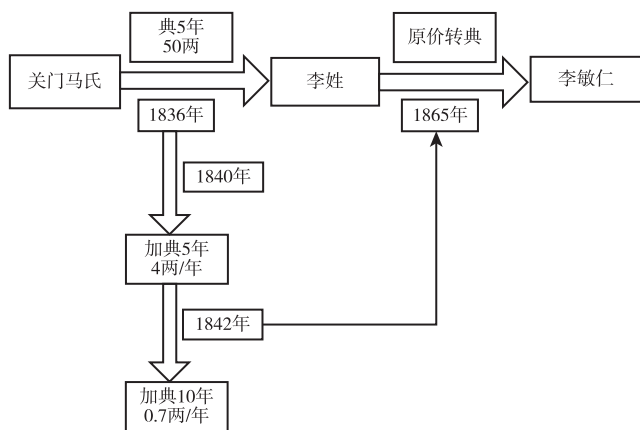 典5年
50两
原价转典
关门马氏
李姓
李敏仁
1836年
1865年
1840年
加典5年
4两/年
1842年
加典10年
0.7两/年